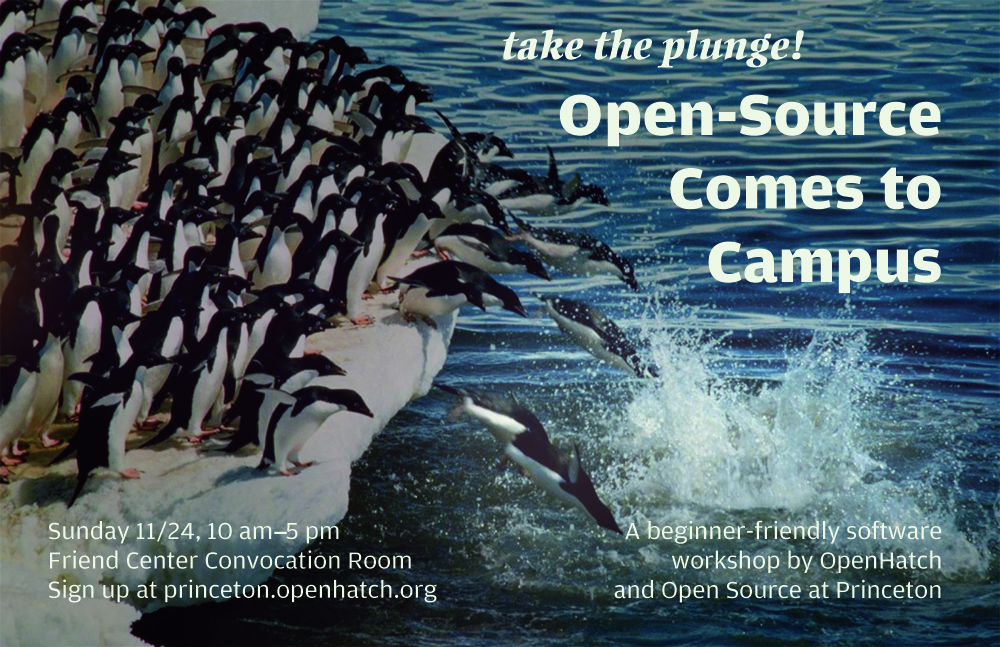 take the plunge!
Open-Source
Comes to
Campus
Sunday 11/24, 10 am–5 pm
Friend Center Convocation Room
Sign up at princeton.openhatch.org
A beginner-friendly software
workshop by OpenHatch
and Open Source at Princeton